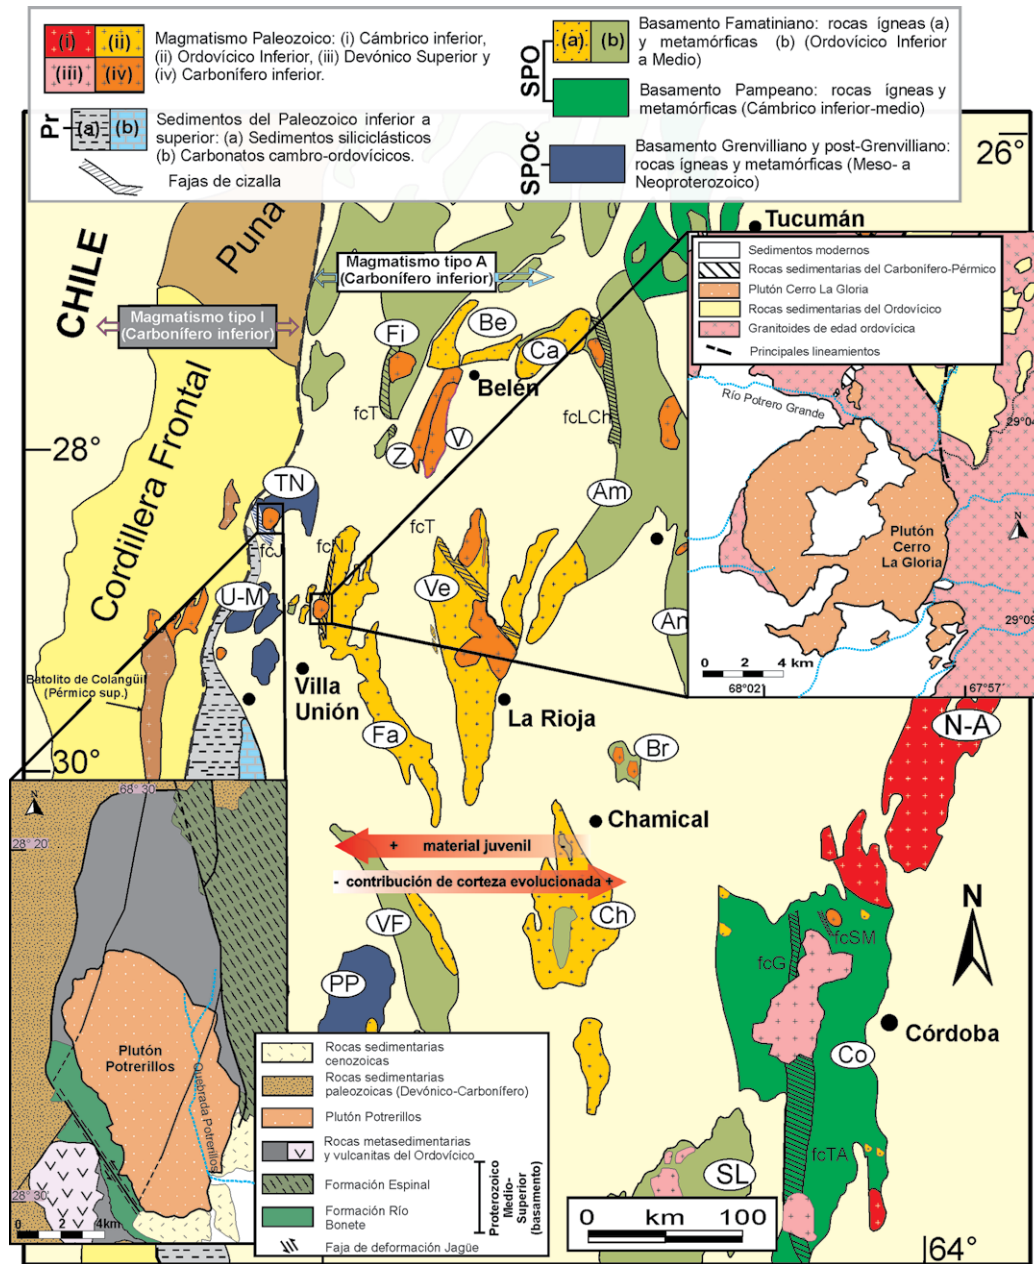 (i)
(ii)
(iii)
(iv)
Magmatismo Paleozoico: (i) Cámbrico inferior,
(ii) Ordovícico Inferior, (iii) Devónico Superior y
(iv) Carbonífero inferior.
Pr
(a)
(b)
Sedimentos del Paleozoico inferior a
superior: (a) Sedimentos siliciclásticos
(b) Carbonatos cambro-ordovícicos.
Fajas de cizalla
SPO
(a)
(b)
Basamento Famatiniano: rocas ígneas (a)
y metamórficas (b) (Ordovícico Inferior
a Medio)
Basamento Pampeano: rocas ígneas y
metamórficas (Cámbrico inferior-medio)
SPOc
Basamento Grenvilliano y post-Grenvilliano:
rocas ígneas y metamórficas (Meso- a
Neoproterozoico)
26°
28°
30°
64°
CHILE
Puna
Cordillera Frontal
Magmatismo tipo I
(Carbonífero inferior)
Magmatismo tipo A
(Carbonífero inferior)
Tucumán
Fi
Be
Ca
Belén
fcT
fcLCh
Z
V
TN
Am
fcJ
fcN
fcT
U-M
Ve
An
Batolito de Colangüil
(Pérmico sup.)
Villa
Unión
La Rioja
Fa
Br
N-A
Chamical
+ material juvenil -
- contribución de corteza evolucionada +
VF
Ch
PP
fcG
fcSM
Co
Córdoba
fcTA
SL
N
0 km 100
Sedimentos modernos
Rocas sedimentarias del Carbonífero-Pérmico
Plutón Cerro La Gloria
Rocas sedimentarias del Ordovícico
Granitoides de edad ordovícica
Principales lineamientos
Río Potrero Grande
29°04
N
Plutón
Cerro
La Gloria
29°09
0 2 4 km
68°02
67°57'
68° 30
N
28° 20
Plutón
Potrerillos
Quebrada Potrerillos
28° 30
0 2 4km
Rocas sedimentarias
cenozoicas
Rocas sedimentarias
paleozoicas (Devónico-Carbonífero)
Plutón Potrerillos
Rocas metasedimentarias
y vulcanitas del Ordovícico
Formación Espinal
Formación Río
Bonete
Faja de deformación Jagüe
Proterozoico
Medio-
Superior
(basamento)